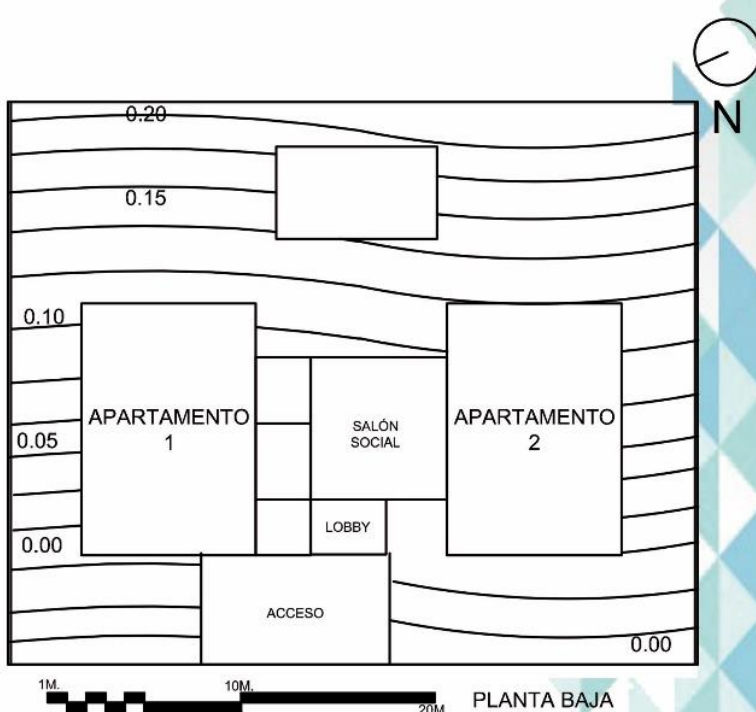 N
0.20
0.15
0.10
APARTAMENTO
1
APARTAMENTO
2
SALÓN
SOCIAL
0.05
LOBBY
0.00
ACCESO
0.00
1M.
10M.
20M
PLANTA BAJA